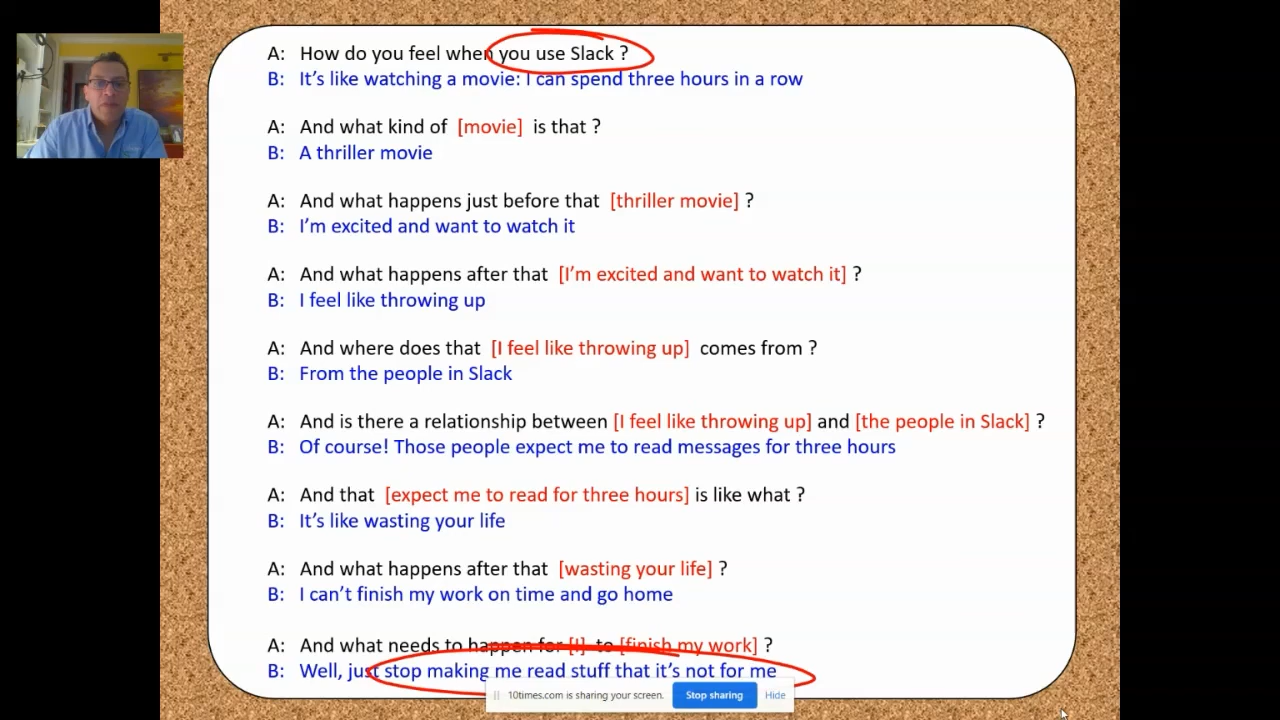 A: How do you feel when you use Slack ?
B: It's like watching a movie: I can spend three hours in a row
A: And what kind of [movie] is that ?
B: A thriller movie
A: And what happens just before that [thriller movie] ?
B: I'm excited and want to watch it
A: And what happens after that [I'm excited and want to watch it] ?
B: I feel like throwing up
A: And where does that [I feel like throwing up] comes from ?
B: From the people in Slack
A: And is there a relationship between [I feel like throwing up] and [the people in Slack] ?
B: Of course! Those people expect me to read messages for three hours
A: And that [expect me to read for three hours] is like what ?
B: It's like wasting your life
A: And what happens after that [wasting your life] ?
B: I can't finish my work on time and go home
A: And what needs to happen for [I] to [finish my work] ?
B: Well, just stop making me read stuff that it's not for me
10times.com is sharing your screen. Stop sharing Hide